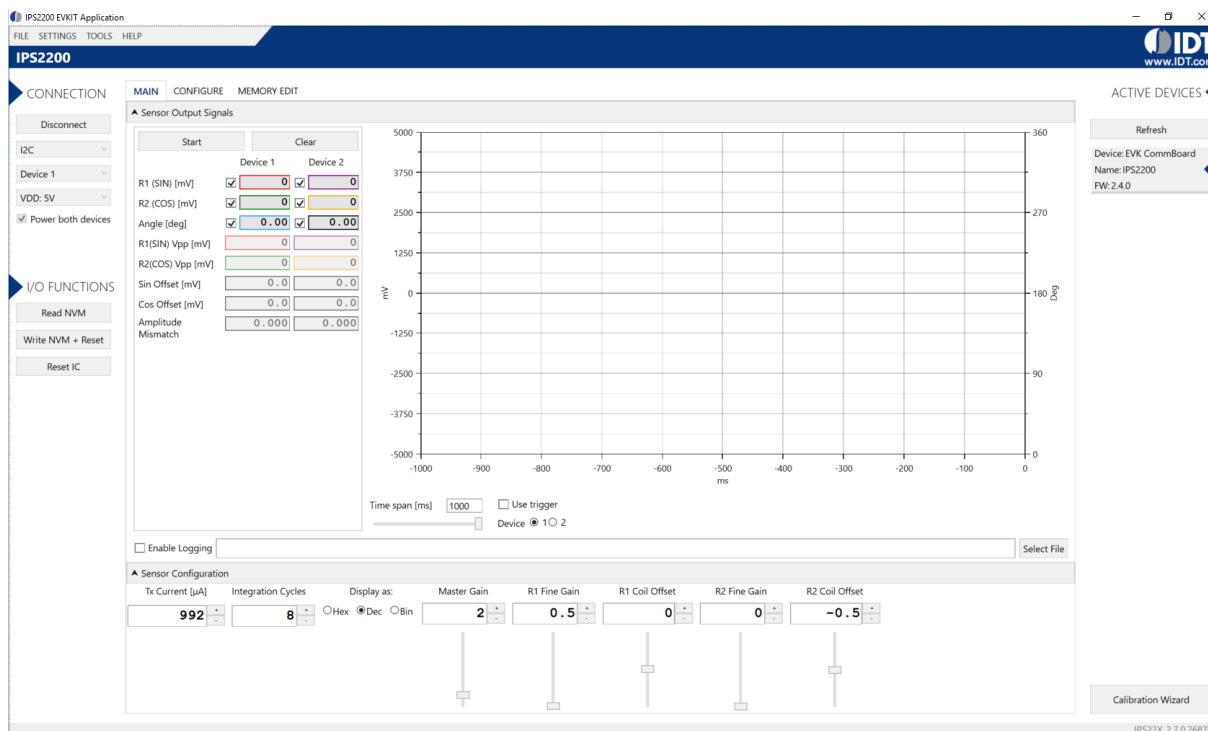 IPS2200 EVKIT Application
FILE SETTINGS TOOLS HELP
IPS2200
IDT
www.IDT.com
CONNECTION
Disconnect
I2C
Device 1
VDD: 5V
Power both devices
I/O FUNCTIONS
Read NVM
Write NVM + Reset
Reset IC
MAIN CONFIGURE MEMORY EDIT
Sensor Output Signals
Start Clear
Device 1 Device 2
R1 (SIN) [mV] 0 0
R2 (COS) [mV] 0 0
Angle [deg] 0.00 0.00
R1(SIN) Vpp [mV] 0 0
R2(COS) Vpp [mV] 0 0
Sin Offset [mV] 0.0 0.0
Cos Offset [mV] 0.0 0.0
Amplitude
Mismatch 0.000 0.000
5000
3750
2500
1250
0
-1250
-2500
-3750
-5000
mV
360
270
180
90
0
Deg
-1000 -900 -800 -700 -600 -500 -400 -300 -200 -100 0
ms
Time span [ms] 1000 Use trigger
Device 1 2
Enable Logging Select File
Sensor Configuration
Tx Current [µA] Integration Cycles Display as: Master Gain R1 Fine Gain R1 Coil Offset R2 Fine Gain R2 Coil Offset
992 8 Hex Dec Bin 2 0.5 0 0 -0.5
ACTIVE DEVICES
Refresh
Device: EVK CommBoard
Name: IPS2200
FW: 2.4.0
Calibration Wizard
IPS22X 2.7.0.2687